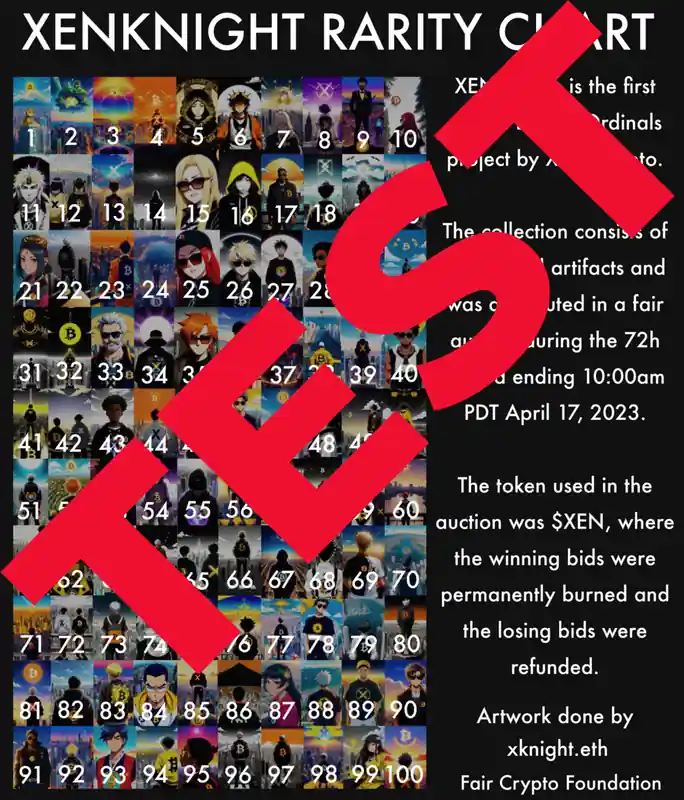 XENKNIGHT RARITY CHART
1 2 3 4 5 6 7 8 9 10
11 12 13 14 15 16 17 18
21 22 23 24 25 26 27 28
31 32 33 34 37 38 39 40
41 42 43 44 48
51 54 55 56 60
62 65 66 67 68 69 70
71 72 73 74 76 77 78 79 80
81 82 83 84 85 86 87 88 89 90
91 92 93 94 95 96 97 98 99 100
is the first
Ordinals
project by
The collection consists of
artifacts and
was in a fair
during the 72h
ending 10:00am
PDT April 17, 2023.
The token used in the
auction was $XEN, where
the winning bids were
permanently burned and
the losing bids were
refunded.
Artwork done by
xknight.eth
Fair Crypto Foundation
TEST